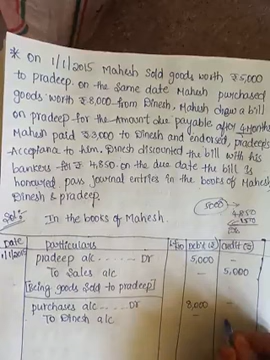 * On 1/1/2015 Mahesh sold goods worth ₹5,000
to pradeep. on the same date Mahesh purchased
goods worth ₹8,000 from Dinesh, Mahesh drew a bill
on pradeep for the amount due payable after 4 Months
Mahesh paid ₹3,000 to Dinesh and endorsed, pradeep's
Acceptance to him. Dinesh discounted the bill with his
bankers for ₹4,850 on the due date the bill is
honoured pass journal entries in the books of Mahesh
Dinesh & pradeep.
5000
4,850
150
Sol:-
In the books of Mahesh.
Date particulars Debit(₹) Credit(₹)
pradeep a/c ...... Dr 5,000 -
To Sales a/c - 5,000
[Being goods sold to pradeep]
purchases a/c .... Dr 8,000 -
To Dinesh a/c -